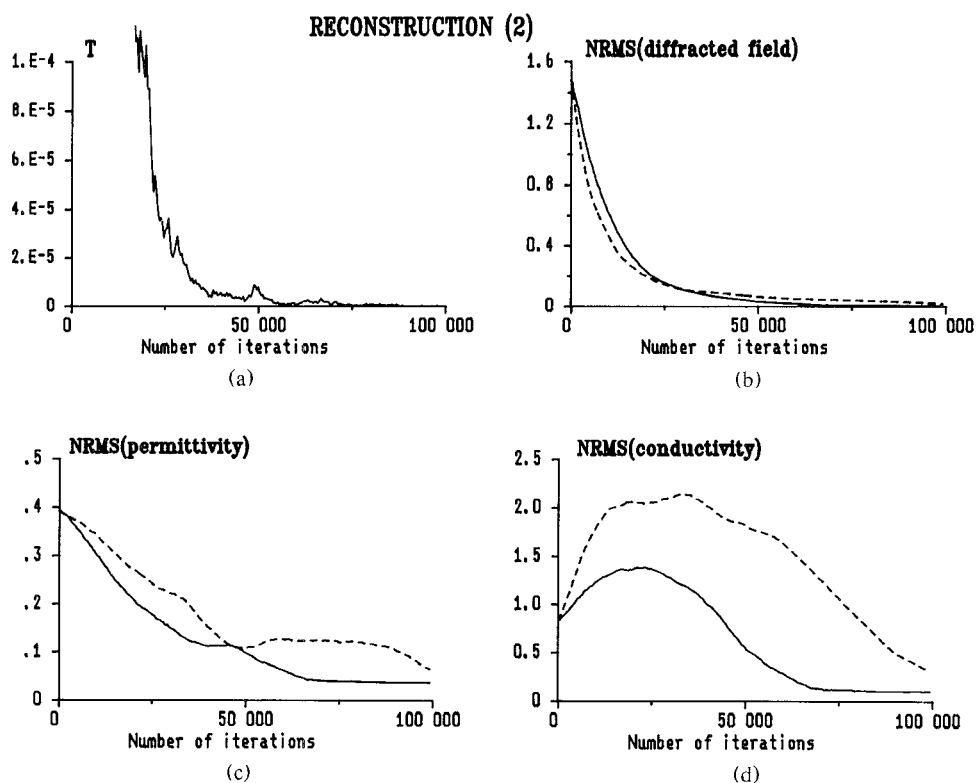 RECONSTRUCTION (2)
T
1.E-4
8.E-5
6.E-5
4.E-5
2.E-5
0
0
50 000
100 000
Number of iterations
(a)
NRMS(diffracted field)
1.6
1.2
0.8
0.4
0
0
50 000
100 000
Number of iterations
(b)
NRMS(permittivity)
.5
.4
.3
.2
.1
0
0
50 000
100 000
Number of iterations
(c)
NRMS(conductivity)
2.5
2.0
1.5
1.0
0.5
0
0
50 000
100 000
Number of iterations
(d)